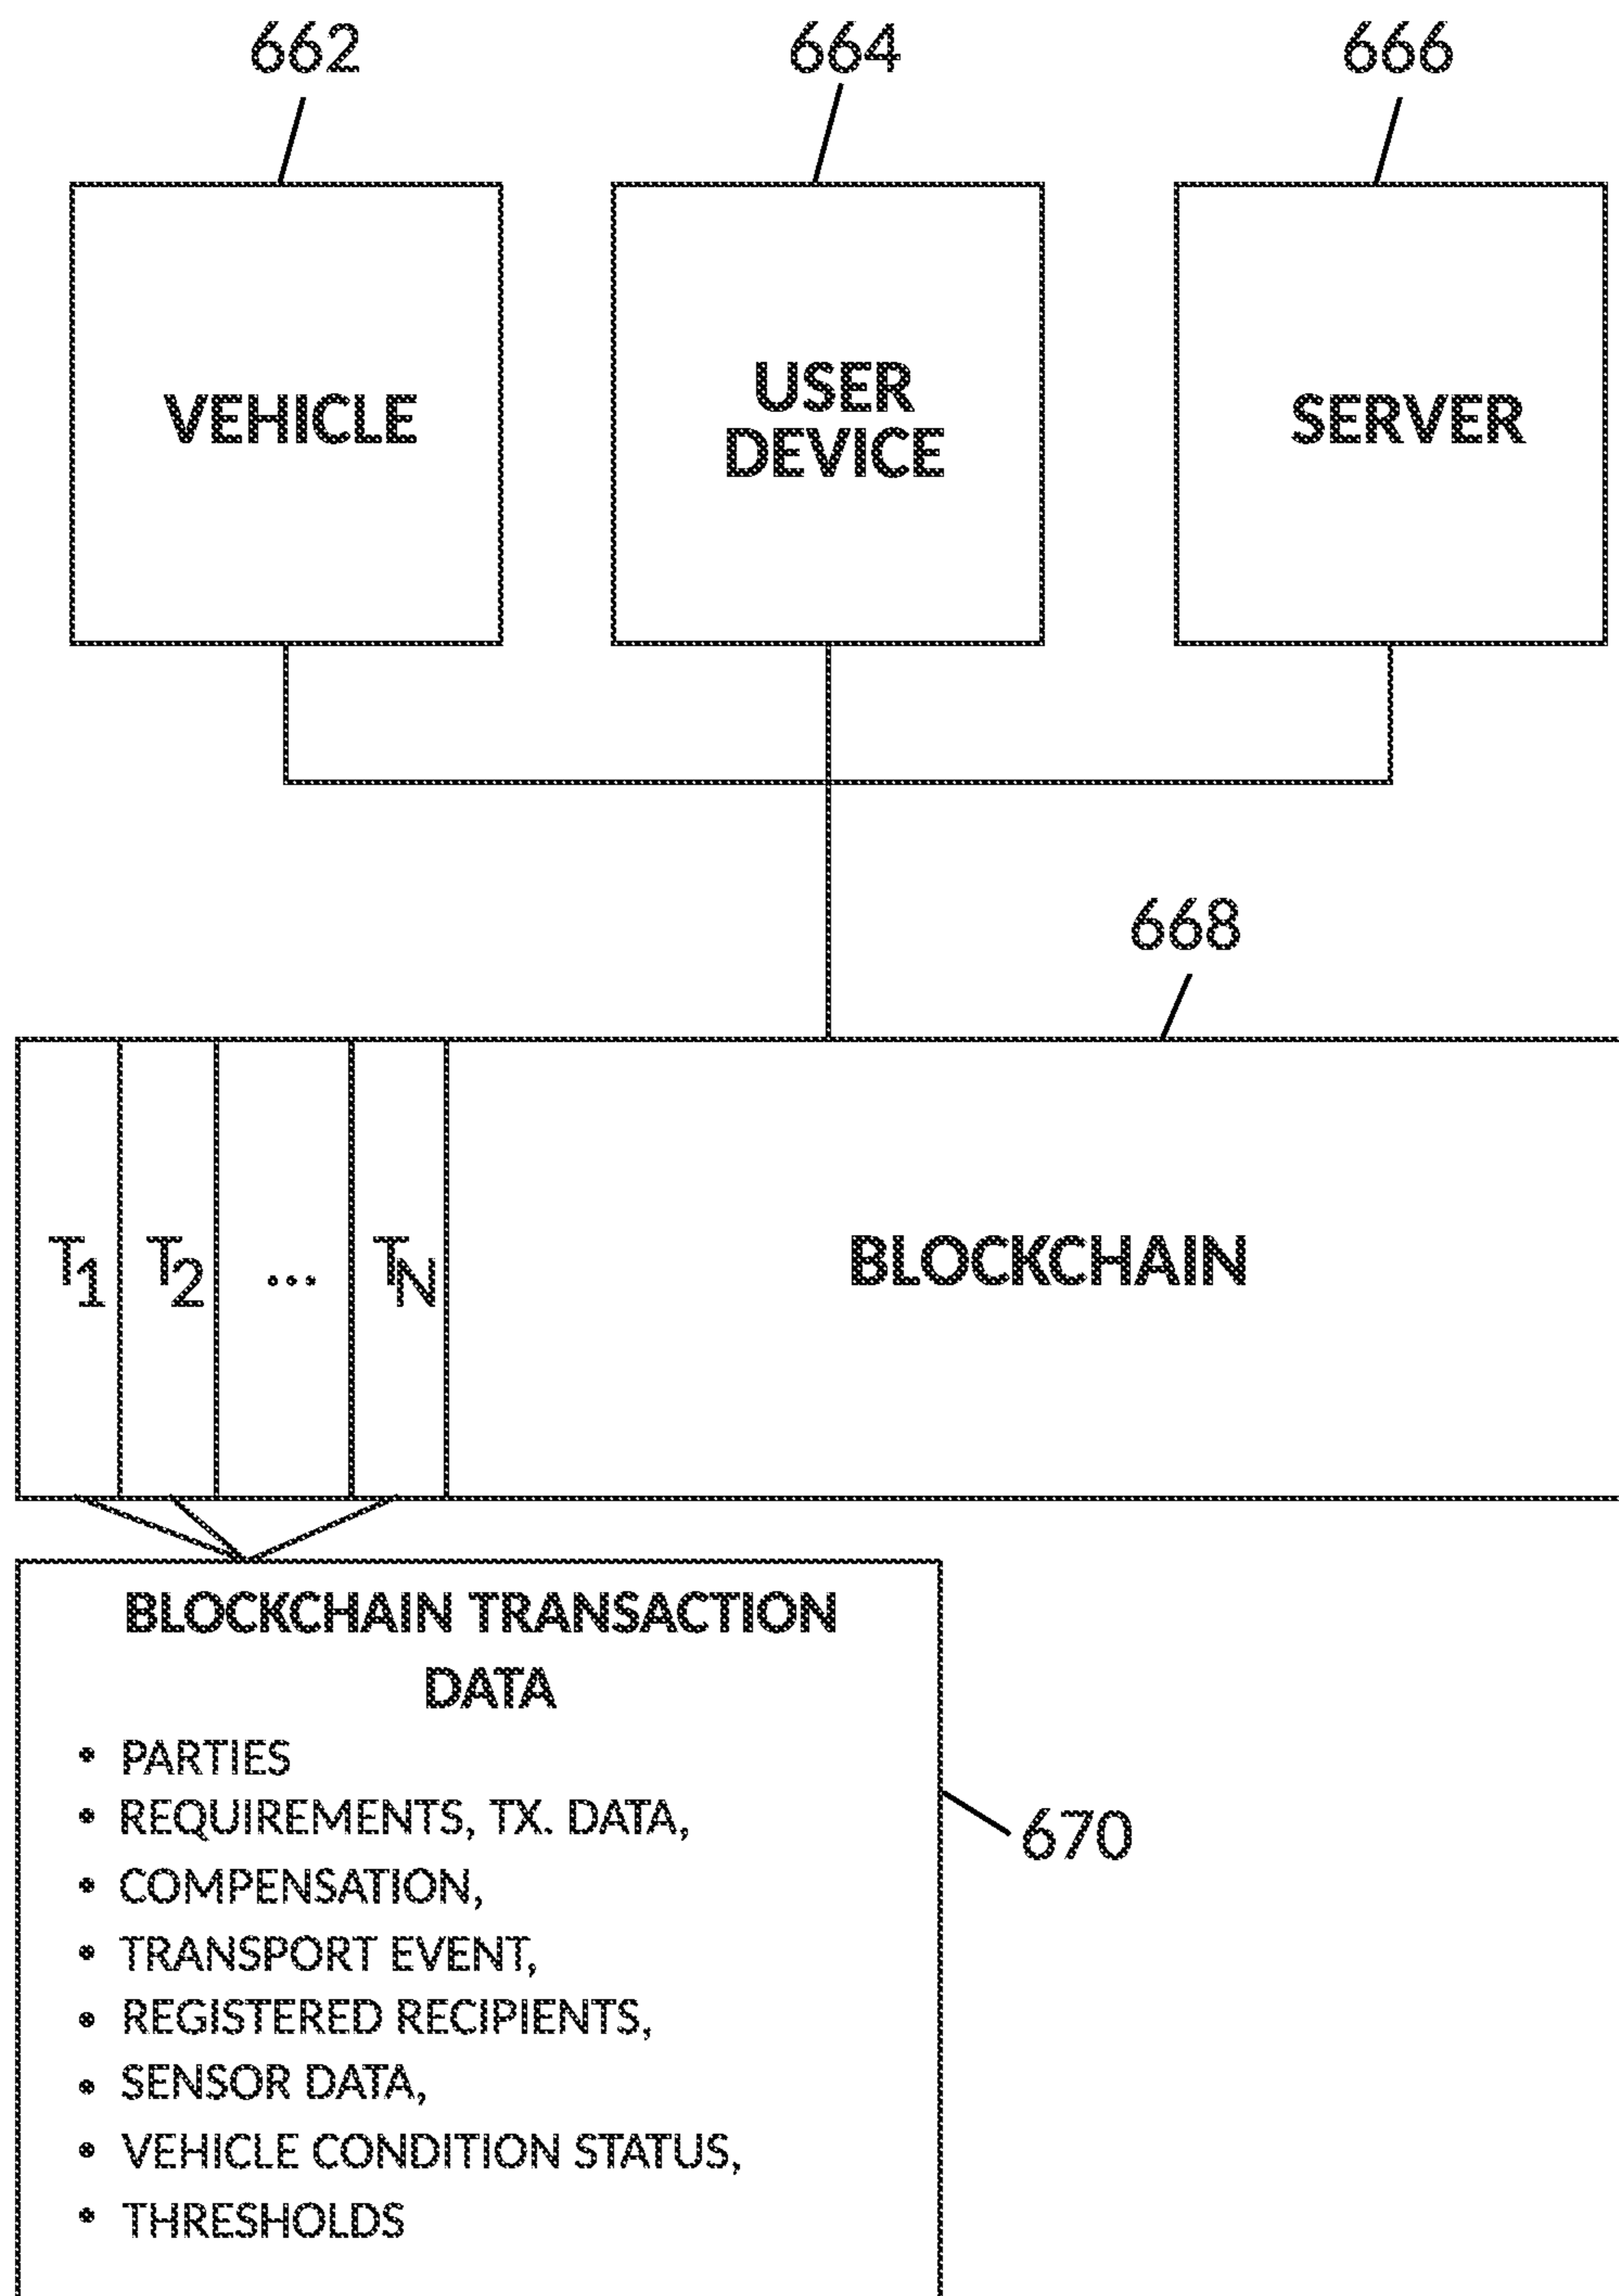 662
664
666
VEHICLE
USER
DEVICE
SERVER
668
T1
T2
...
TN
BLOCKCHAIN
BLOCKCHAIN TRANSACTION
DATA
• PARTIES
• REQUIREMENTS, TX. DATA,
• COMPENSATION,
• TRANSPORT EVENT,
• REGISTERED RECIPIENTS,
• SENSOR DATA,
• VEHICLE CONDITION STATUS,
• THRESHOLDS
670